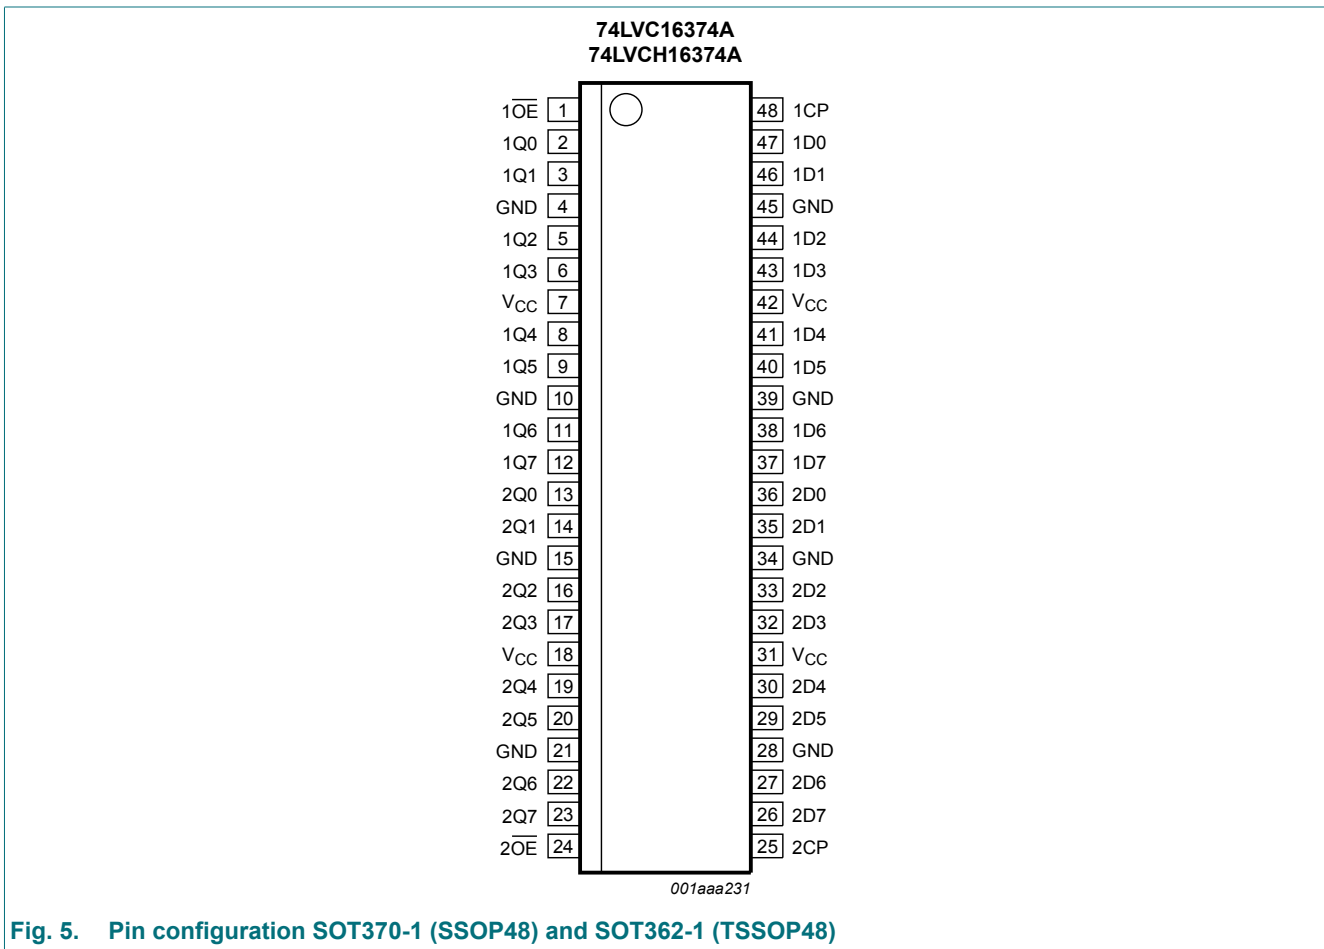 74LVC16374A
74LVCH16374A
1O̅E̅ 1 48 1CP
1Q0 2 47 1D0
1Q1 3 46 1D1
GND 4 45 GND
1Q2 5 44 1D2
1Q3 6 43 1D3
VCC 7 42 VCC
1Q4 8 41 1D4
1Q5 9 40 1D5
GND 10 39 GND
1Q6 11 38 1D6
1Q7 12 37 1D7
2Q0 13 36 2D0
2Q1 14 35 2D1
GND 15 34 GND
2Q2 16 33 2D2
2Q3 17 32 2D3
VCC 18 31 VCC
2Q4 19 30 2D4
2Q5 20 29 2D5
GND 21 28 GND
2Q6 22 27 2D6
2Q7 23 26 2D7
2O̅E̅ 24 25 2CP
001aaa231
Fig. 5. Pin configuration SOT370-1 (SSOP48) and SOT362-1 (TSSOP48)